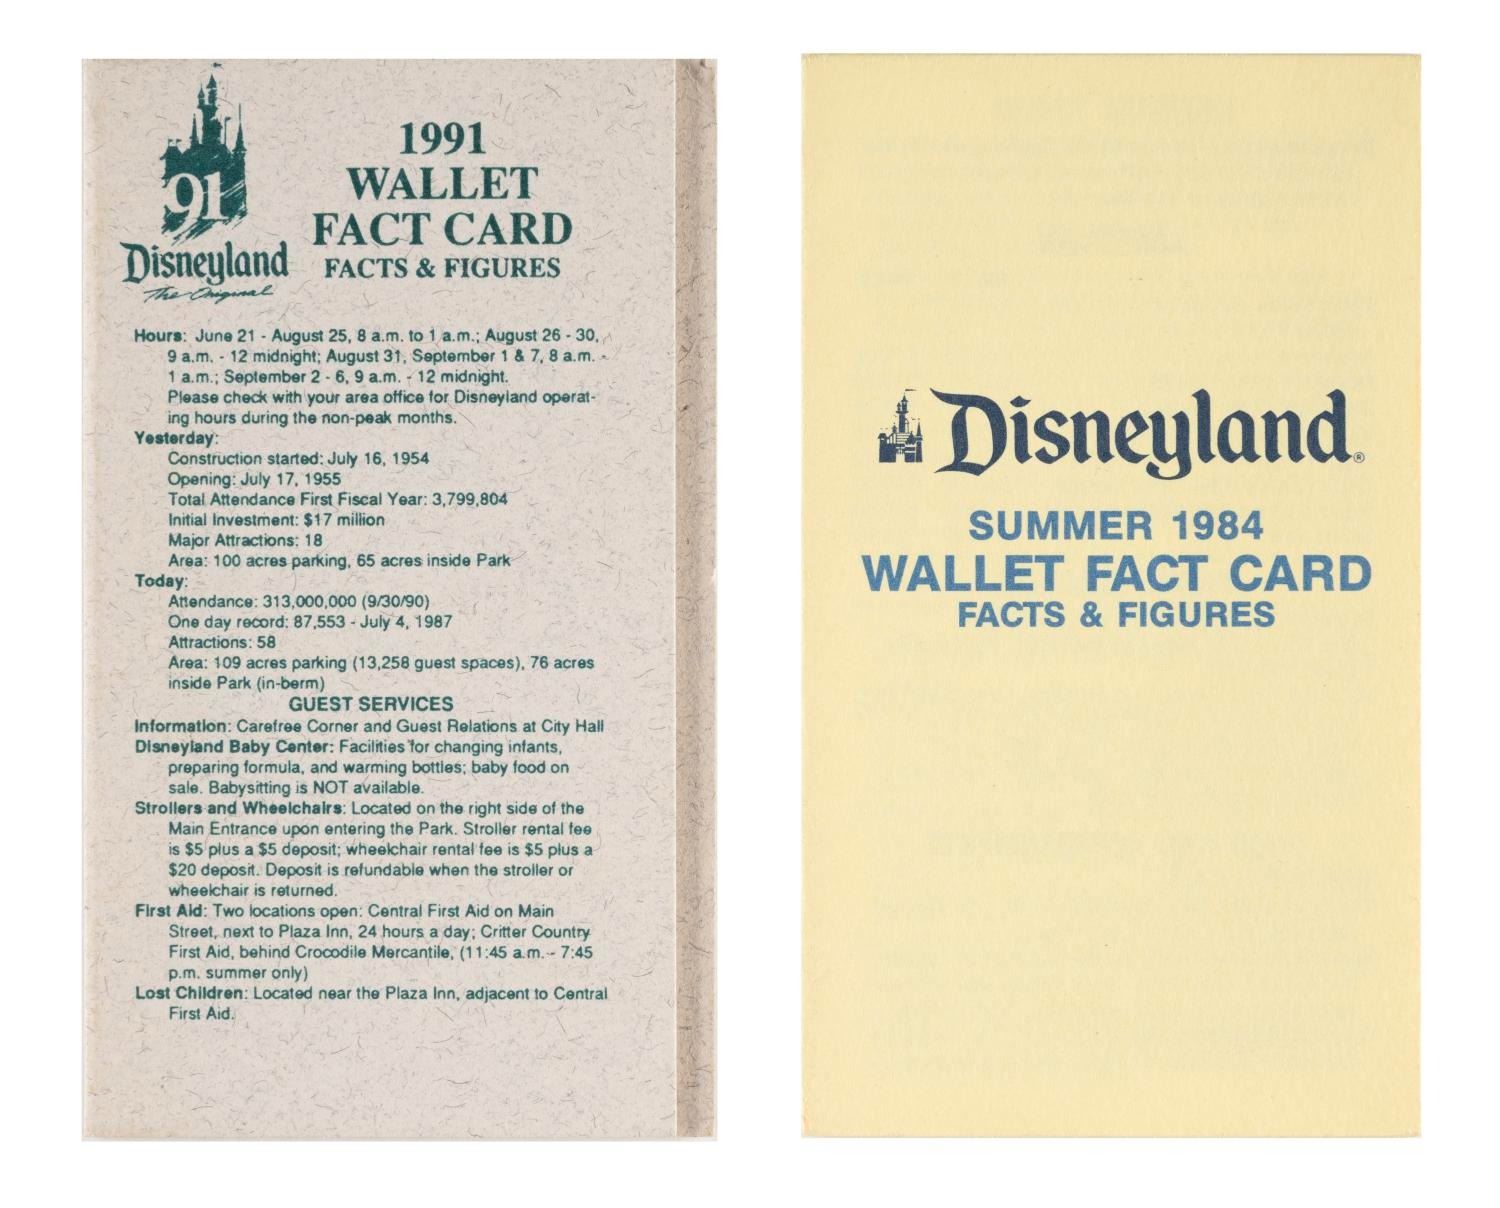 91
Disneyland
The Original
1991
WALLET
FACT CARD
FACTS & FIGURES
Hours: June 21 - August 25, 8 a.m. to 1 a.m.; August 26 - 30,
9 a.m. - 12 midnight; August 31, September 1 & 7, 8 a.m. -
1 a.m.; September 2 - 6, 9 a.m. - 12 midnight.
Please check with your area office for Disneyland operat-
ing hours during the non-peak months.
Yesterday:
Construction started: July 16, 1954
Opening: July 17, 1955
Total Attendance First Fiscal Year: 3,799,804
Initial Investment: $17 million
Major Attractions: 18
Area: 100 acres parking, 65 acres inside Park
Today:
Attendance: 313,000,000 (9/30/90)
One day record: 87,553 - July 4, 1987
Attractions: 58
Area: 109 acres parking (13,258 guest spaces), 76 acres
inside Park (in-berm)
GUEST SERVICES
Information: Carefree Corner and Guest Relations at City Hall
Disneyland Baby Center: Facilities for changing infants,
preparing formula, and warming bottles; baby food on
sale. Babysitting is NOT available.
Strollers and Wheelchairs: Located on the right side of the
Main Entrance upon entering the Park. Stroller rental fee
is $5 plus a $5 deposit; wheelchair rental fee is $5 plus a
$20 deposit. Deposit is refundable when the stroller or
wheelchair is returned.
First Aid: Two locations open: Central First Aid on Main
Street, next to Plaza Inn, 24 hours a day; Critter Country
First Aid, behind Crocodile Mercantile, (11:45 a.m. - 7:45
p.m. summer only)
Lost Children: Located near the Plaza Inn, adjacent to Central
First Aid.
Disneyland®
SUMMER 1984
WALLET FACT CARD
FACTS & FIGURES